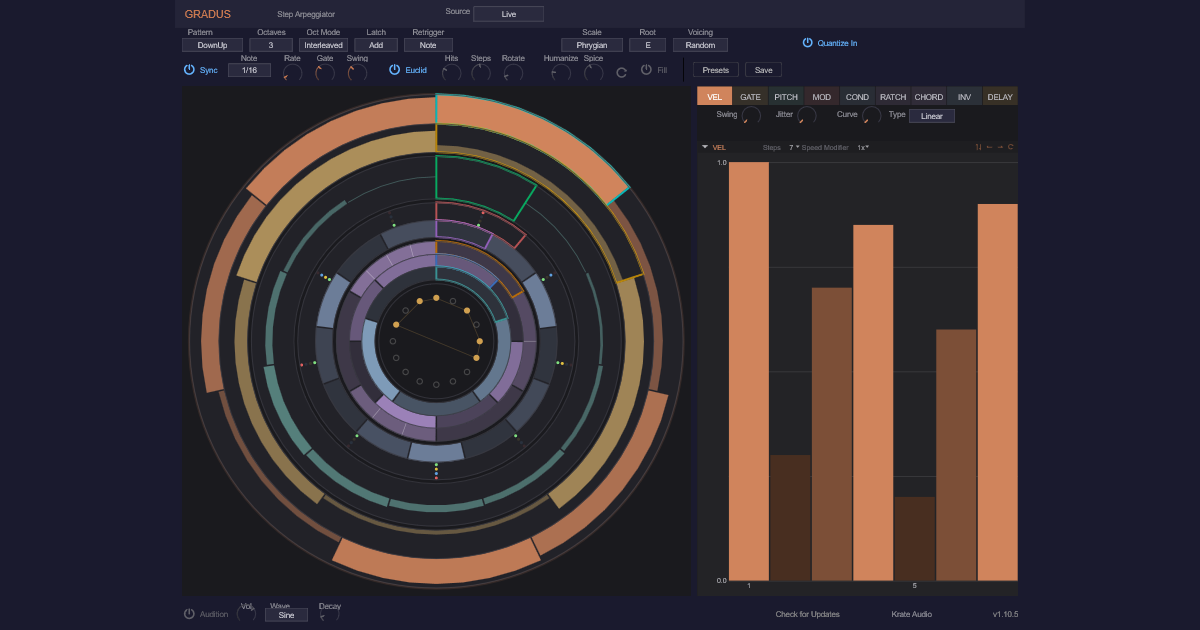 GRADUS Step Arpeggiator Source Live
Pattern Octaves Oct Mode Latch Retrigger Scale Root Voicing
DownUp 3 Interleaved Add Note Phrygian E Random Quantize In
Note Rate Gate Swing Hits Steps Rotate Humanize Spice
Sync 1/16 Euclid Fill Presets Save
VEL GATE PITCH MOD COND RATCH CHORD INV DELAY
Swing Jitter Curve Type Linear
VEL Steps 7 Speed Modifier 1x
1.0
0.0
1 5
Vol Wave Decay
Audition Sine Check for Updates Krate Audio v1.10.5